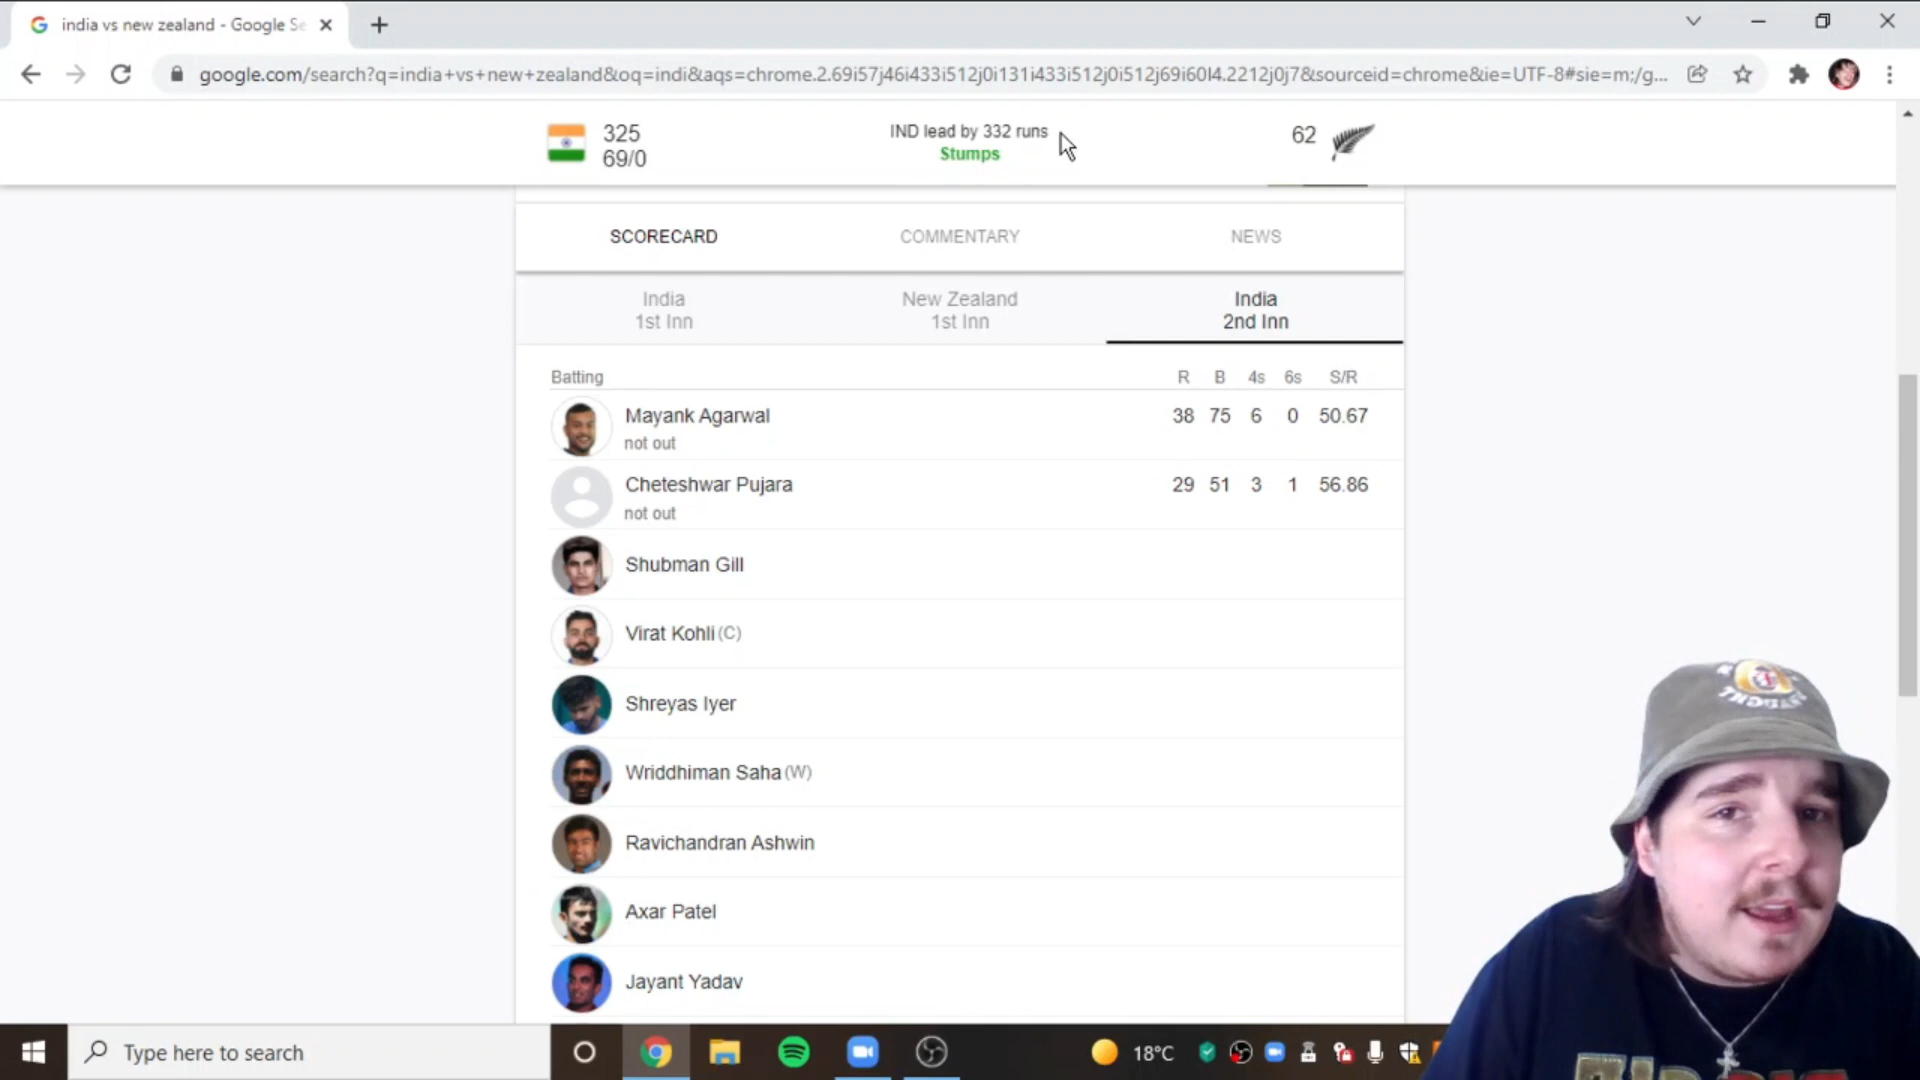 india vs new zealand - Google Se
google.com/search?q=india+vs+new+zealand&oq=indi&aqs=chrome.2.69i57j46i433i512j0i131i433i512j0i512j69i60l4.2212j0j7&sourceid=chrome&ie=UTF-8#sie=m;/g...
325
69/0
IND lead by 332 runs
Stumps
62
SCORECARD COMMENTARY NEWS
India
1st Inn
New Zealand
1st Inn
India
2nd Inn
Batting R B 4s 6s S/R
Mayank Agarwal 38 75 6 0 50.67
not out
Cheteshwar Pujara 29 51 3 1 56.86
not out
Shubman Gill
Virat Kohli (C)
Shreyas Iyer
Wriddhiman Saha (W)
Ravichandran Ashwin
Axar Patel
Jayant Yadav
Type here to search
18°C